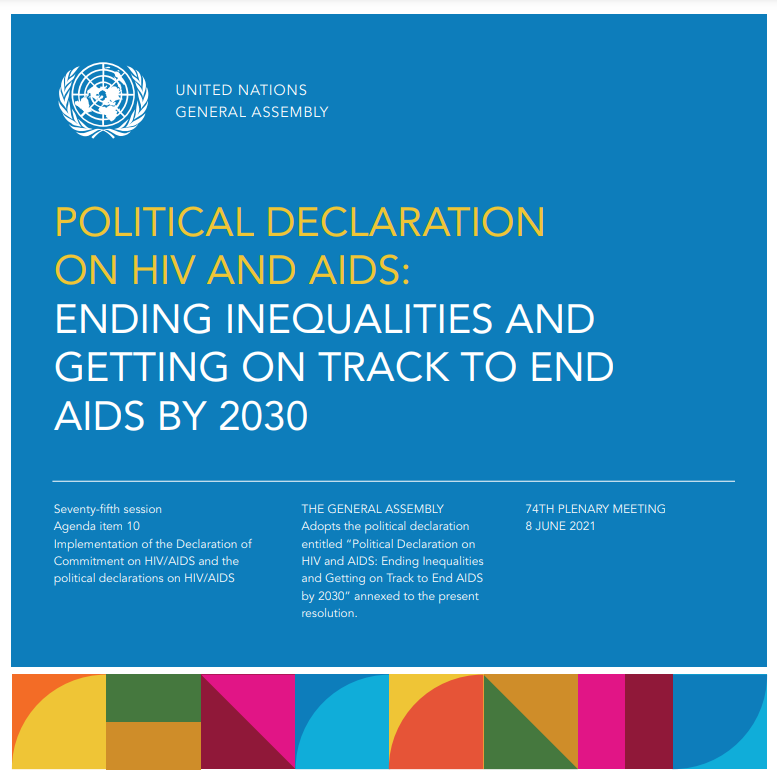 UNITED NATIONS
GENERAL ASSEMBLY
POLITICAL DECLARATION
ON HIV AND AIDS:
ENDING INEQUALITIES AND
GETTING ON TRACK TO END
AIDS BY 2030
Seventy-fifth session
Agenda item 10
Implementation of the Declaration of
Commitment on HIV/AIDS and the
political declarations on HIV/AIDS
THE GENERAL ASSEMBLY
Adopts the political declaration
entitled “Political Declaration on
HIV and AIDS: Ending Inequalities
and Getting on Track to End AIDS
by 2030” annexed to the present
resolution.
74TH PLENARY MEETING
8 JUNE 2021